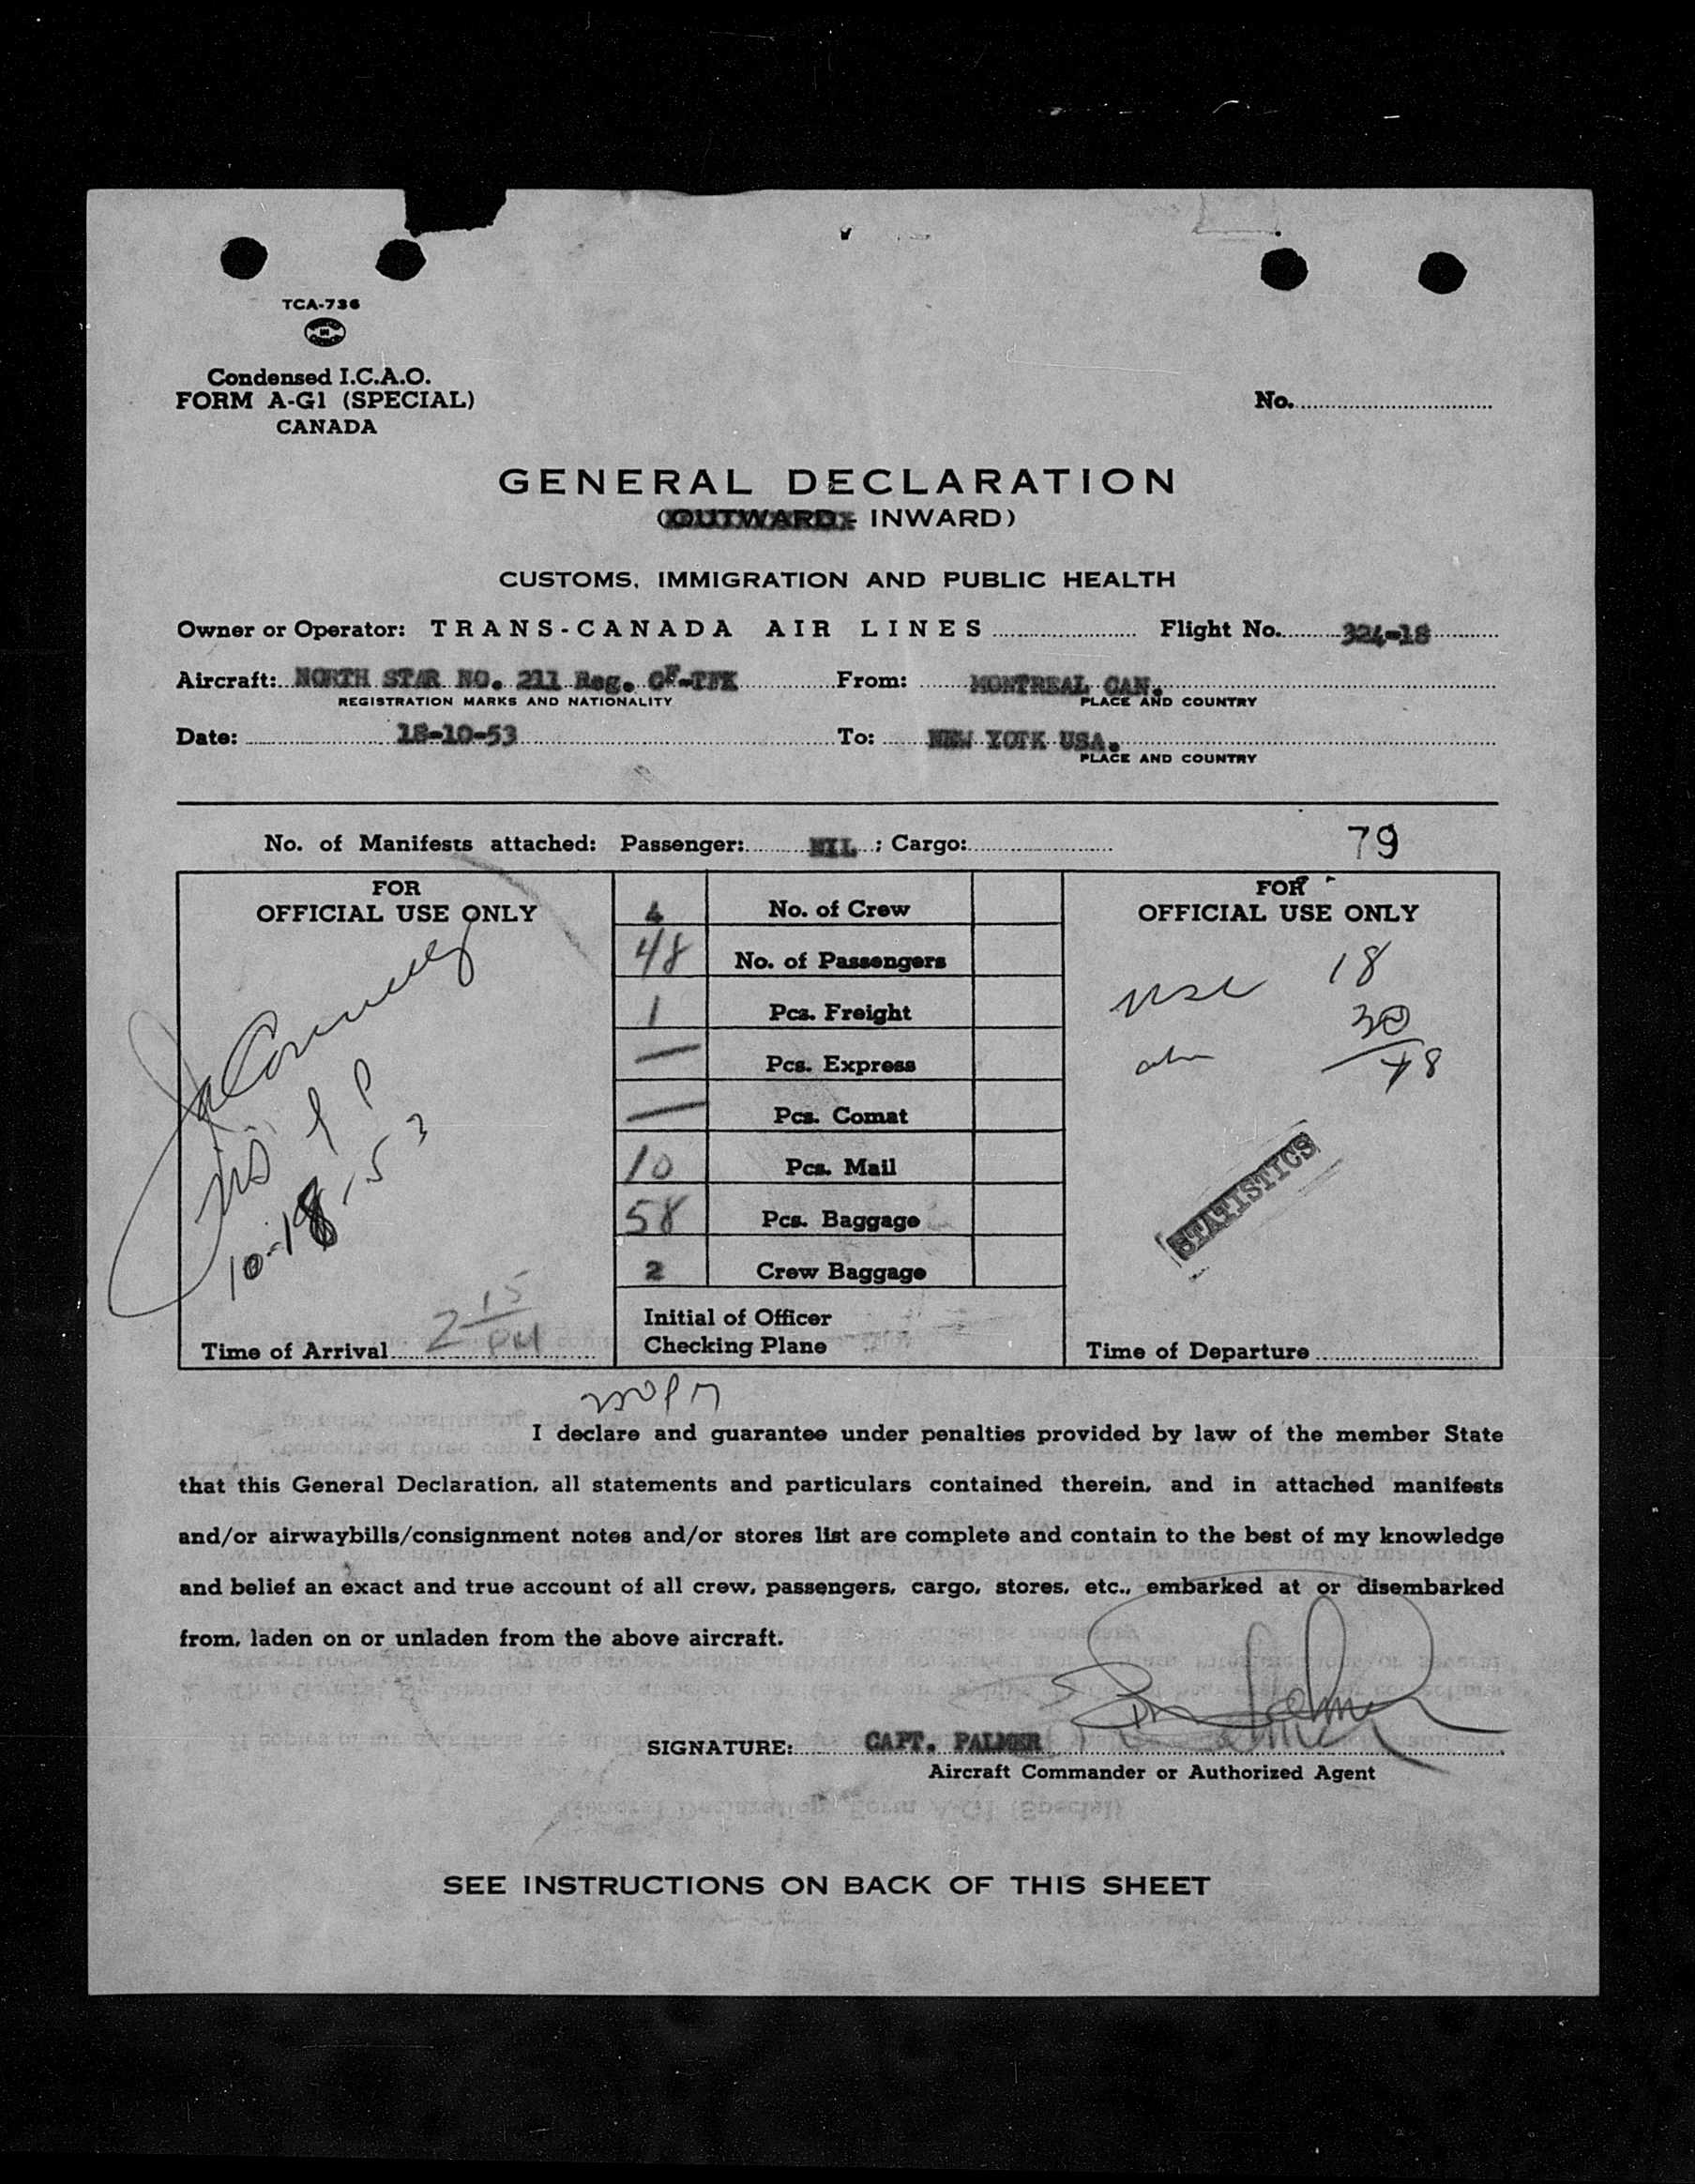 TCA-736
Condensed I.C.A.O.
FORM A-G1 (SPECIAL)
CANADA
No.
GENERAL DECLARATION
(OUTWARD - INWARD)
CUSTOMS, IMMIGRATION AND PUBLIC HEALTH
Owner or Operator: TRANS-CANADA AIR LINES Flight No. 324-18
Aircraft: NORTH STAR NO. 211 Reg. CF-TFK From: MONTREAL CAN.
REGISTRATION MARKS AND NATIONALITY PLACE AND COUNTRY
Date: 18-10-53 To: NEW YOTK USA.
PLACE AND COUNTRY
No. of Manifests attached: Passenger: NIL ; Cargo: 79
FOR
OFFICIAL USE ONLY
10-18-53
Time of Arrival 2 15 PM
4 No. of Crew
48 No. of Passengers
1 Pcs. Freight
— Pcs. Express
— Pcs. Comat
10 Pcs. Mail
58 Pcs. Baggage
2 Crew Baggage
Initial of Officer
Checking Plane
FOR
OFFICIAL USE ONLY
usc 18
aln 30
48
STATISTICS
Time of Departure
I declare and guarantee under penalties provided by law of the member State
that this General Declaration, all statements and particulars contained therein, and in attached manifests
and/or airwaybills/consignment notes and/or stores list are complete and contain to the best of my knowledge
and belief an exact and true account of all crew, passengers, cargo, stores, etc., embarked at or disembarked
from, laden on or unladen from the above aircraft.
SIGNATURE: CAPT. PALMER
Aircraft Commander or Authorized Agent
SEE INSTRUCTIONS ON BACK OF THIS SHEET